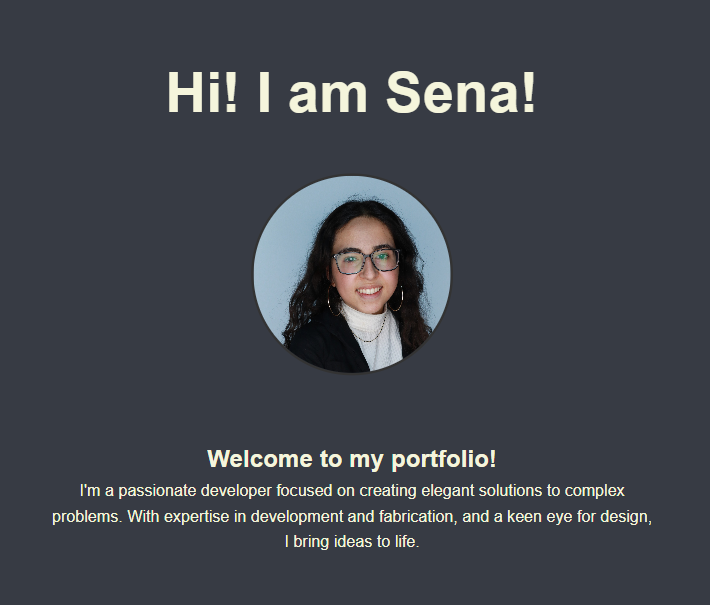 Hi! I am Sena!
Welcome to my portfolio!
I'm a passionate developer focused on creating elegant solutions to complex
problems. With expertise in development and fabrication, and a keen eye for design,
I bring ideas to life.